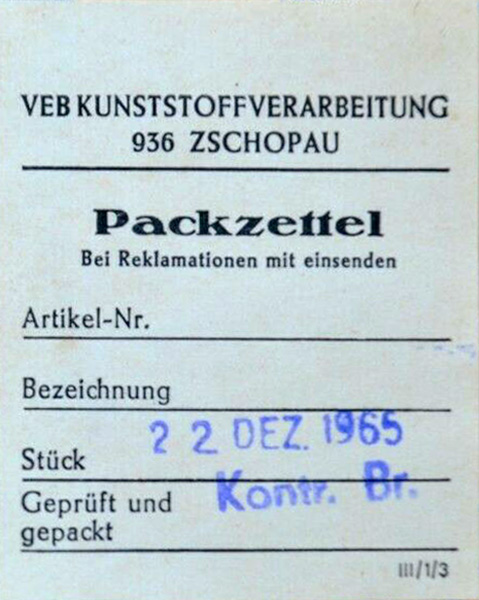 VEB KUNSTSTOFFVERARBEITUNG
936 ZSCHOPAU
Packzettel
Bei Reklamationen mit einsenden
Artikel-Nr.
Bezeichnung
22 DEZ. 1965
Stück
Kontr. Br.
Geprüft und
gepackt
III/1/3